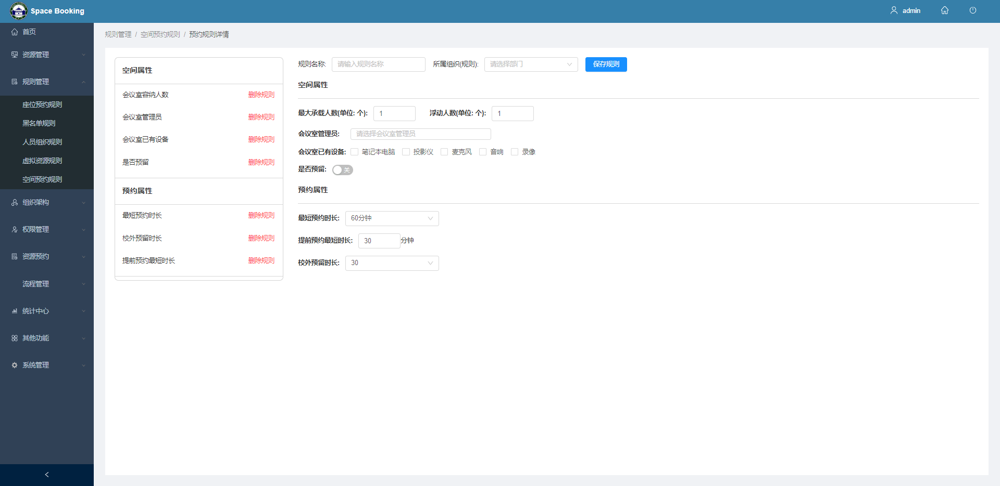 Space Booking
admin
首页
资源管理
规则管理
座位预约规则
黑名单规则
人员组织规则
虚拟资源规则
空间预约规则
组织架构
权限管理
资源预约
流程管理
统计中心
其他功能
系统管理
规则管理 / 空间预约规则 / 预约规则详情
空间属性
会议室容纳人数 删除规则
会议室管理员 删除规则
会议室已有设备 删除规则
是否预留 删除规则
预约属性
最短预约时长 删除规则
校外预留时长 删除规则
提前预约最短时长 删除规则
规则名称: 请输入规则名称 所属组织(规则): 请选择部门 保存规则
空间属性
最大承载人数(单位: 个): 1 浮动人数(单位: 个): 1
会议室管理员: 请选择会议室管理员
会议室已有设备: 笔记本电脑 投影仪 麦克风 音响 录像
是否预留: 关
预约属性
最短预约时长: 60分钟
提前预约最短时长: 30 分钟
校外预留时长: 30